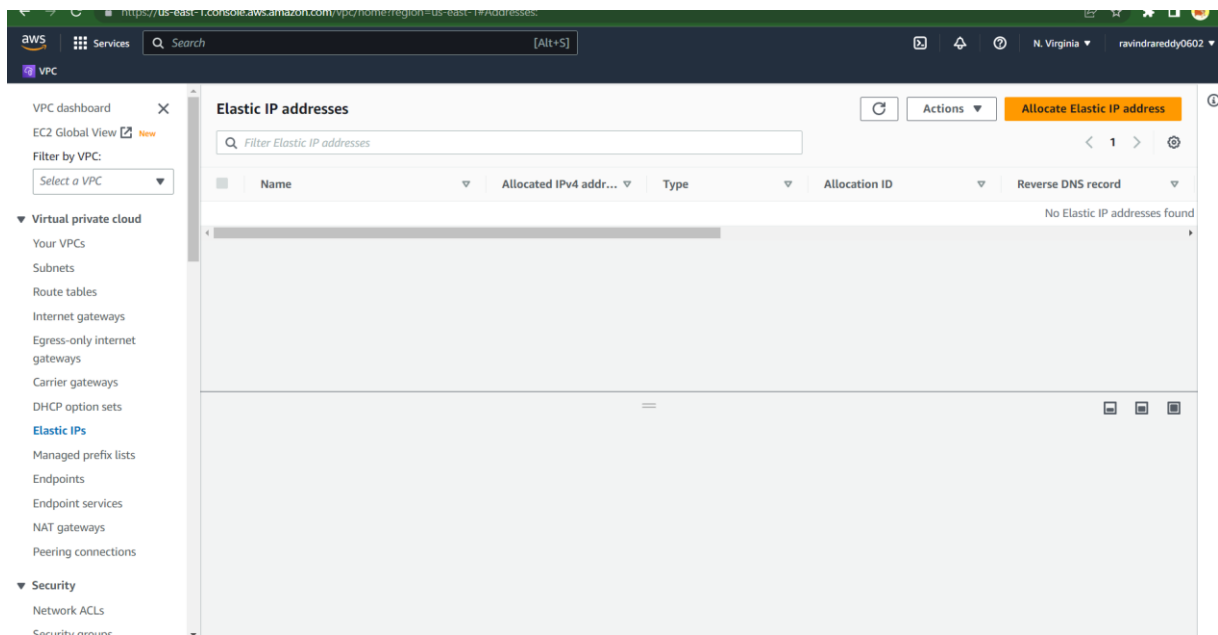 https://us-east-1.console.aws.amazon.com/vpc/home?region=us-east-1#Addresses:
aws Services Search [Alt+S] N. Virginia ravindrareddy0602
VPC
VPC dashboard
EC2 Global View New
Filter by VPC:
Select a VPC
Virtual private cloud
Your VPCs
Subnets
Route tables
Internet gateways
Egress-only internet
gateways
Carrier gateways
DHCP option sets
Elastic IPs
Managed prefix lists
Endpoints
Endpoint services
NAT gateways
Peering connections
Security
Network ACLs
Security groups
Elastic IP addresses Actions Allocate Elastic IP address
Filter Elastic IP addresses 1
Name Allocated IPv4 addr... Type Allocation ID Reverse DNS record
No Elastic IP addresses found